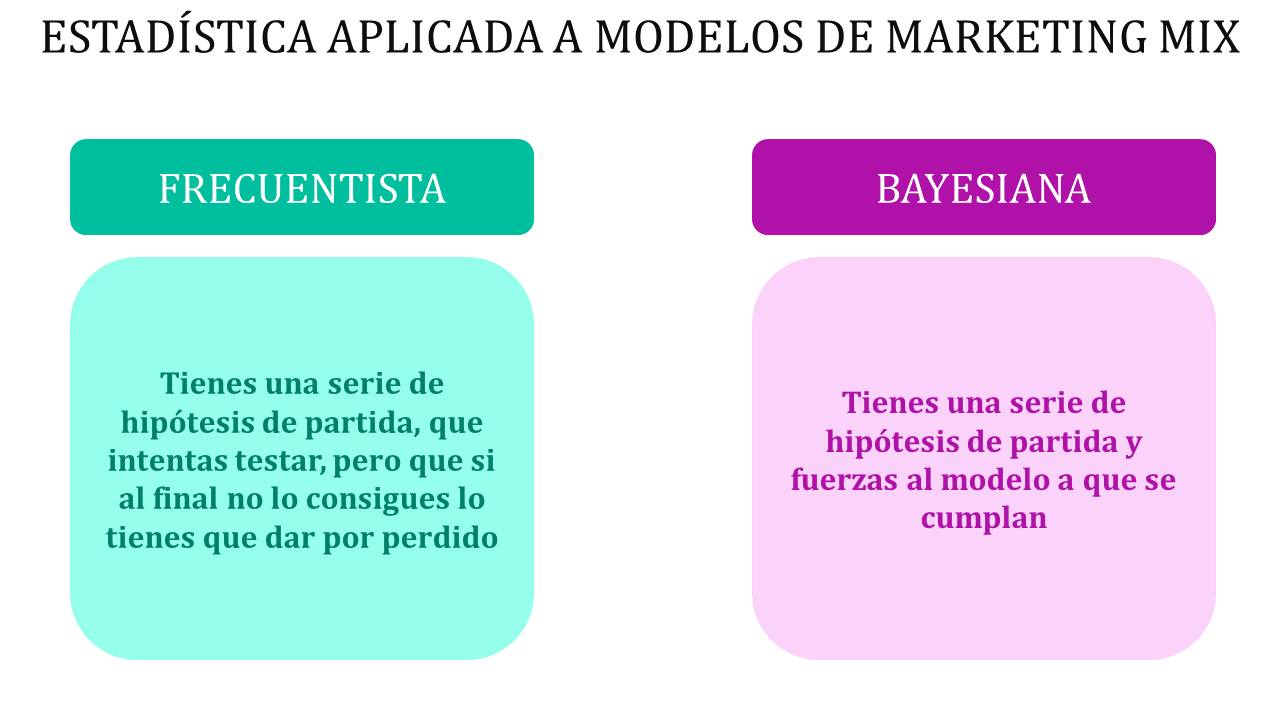 ESTADÍSTICA APLICADA A MODELOS DE MARKETING MIX
FRECUENTISTA
Tienes una serie de
hipótesis de partida, que
intentas testar, pero que si
al final no lo consigues lo
tienes que dar por perdido
BAYESIANA
Tienes una serie de
hipótesis de partida y
fuerzas al modelo a que se
cumplan